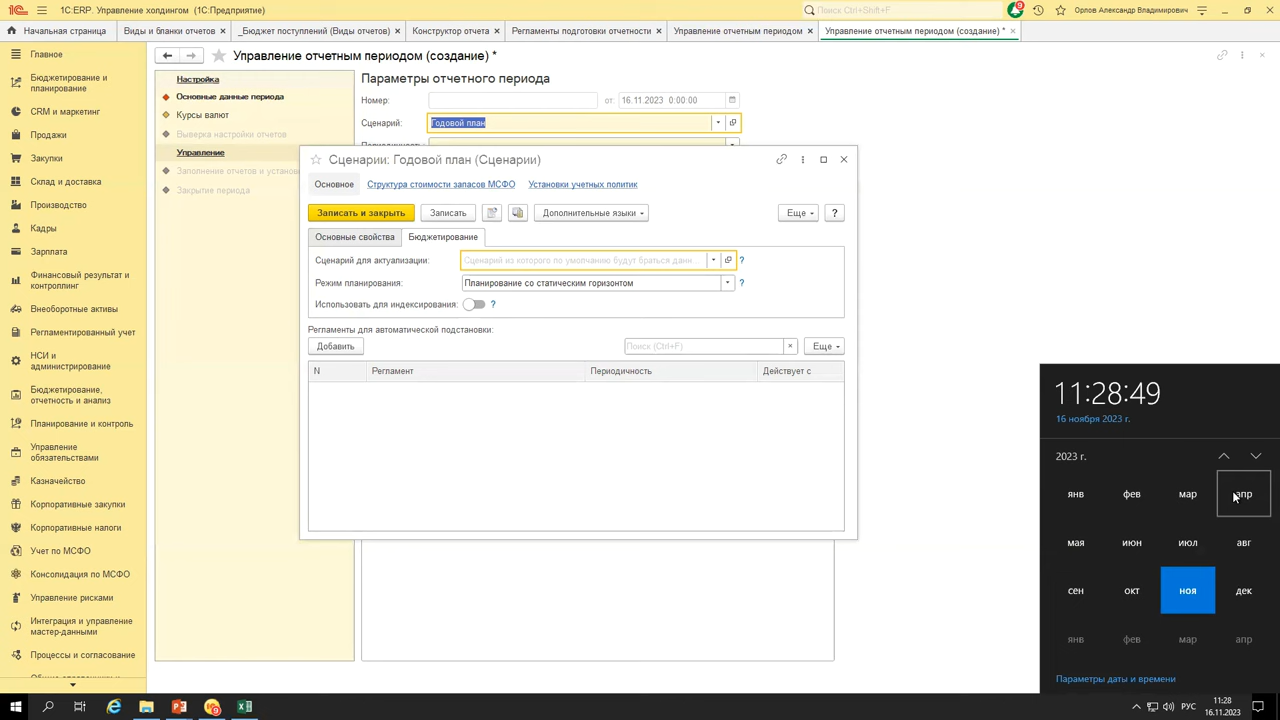 1С:ERP. Управление холдингом (1С:Предприятие)
Поиск Ctrl+Shift+F
9
Орлов Александр Владимирович
Начальная страница
Виды и бланки отчетов ×
_Бюджет поступлений (Виды отчетов) ×
Конструктор отчета ×
Регламенты подготовки отчетности ×
Управление отчетным периодом ×
Управление отчетным периодом (создание) * ×
Главное
Бюджетирование и
планирование
CRM и маркетинг
Продажи
Закупки
Склад и доставка
Производство
Кадры
Зарплата
Финансовый результат и
контроллинг
Внеоборотные активы
Регламентированный учет
НСИ и
администрирование
Бюджетирование,
отчетность и анализ
Планирование и контроль
Управление
обязательствами
Казначейство
Корпоративные закупки
Корпоративные налоги
Учет по МСФО
Консолидация по МСФО
Управление рисками
Интеграция и управление
мастер-данными
Процессы и согласование
Управление отчетным периодом (создание) *
Настройка
Основные данные периода
Курсы валют
Выверка настройки отчетов
Управление
Заполнение отчетов и установ
Закрытие периода
Параметры отчетного периода
Номер:
от: 16.11.2023 0:00:00
Сценарий: Годовой план
Сценарии: Годовой план (Сценарии)
Основное Структура стоимости запасов МСФО Установки учетных политик
Записать и закрыть Записать Дополнительные языки Еще ?
Основные свойства Бюджетирование
Сценарий для актуализации: Сценарий из которого по умолчанию будут браться данн... ?
Режим планирования: Планирование со статическим горизонтом ?
Использовать для индексирования: ?
Регламенты для автоматической подстановки:
Добавить Поиск (Ctrl+F) × Еще
N Регламент Периодичность Действует с
11:28:49
16 ноября 2023 г.
2023 г.
янв фев мар апр
мая июн июл авг
сен окт ноя дек
янв фев мар апр
Параметры даты и времени
РУС
11:28
16.11.2023